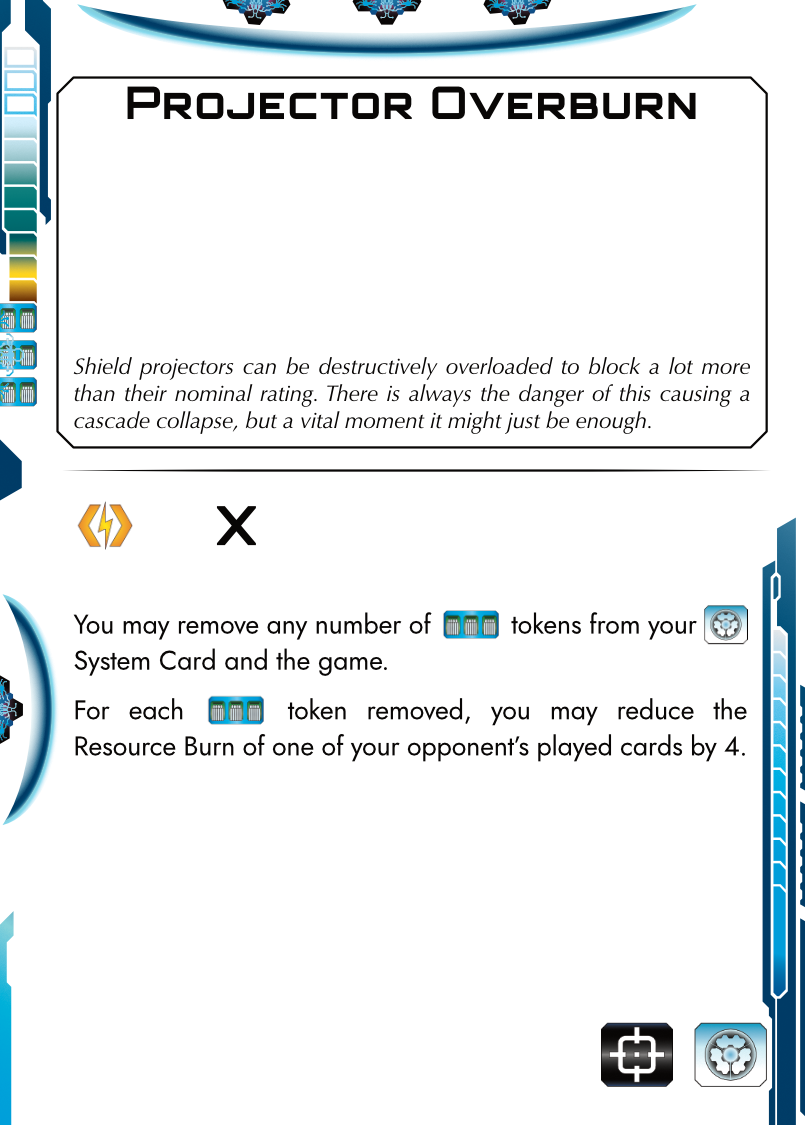 Projector Overburn
Shield projectors can be destructively overloaded to block a lot more
than their nominal rating. There is always the danger of this causing a
cascade collapse, but a vital moment it might just be enough.
X
You may remove any number of tokens from your
System Card and the game.
For each token removed, you may reduce the
Resource Burn of one of your opponent’s played cards by 4.